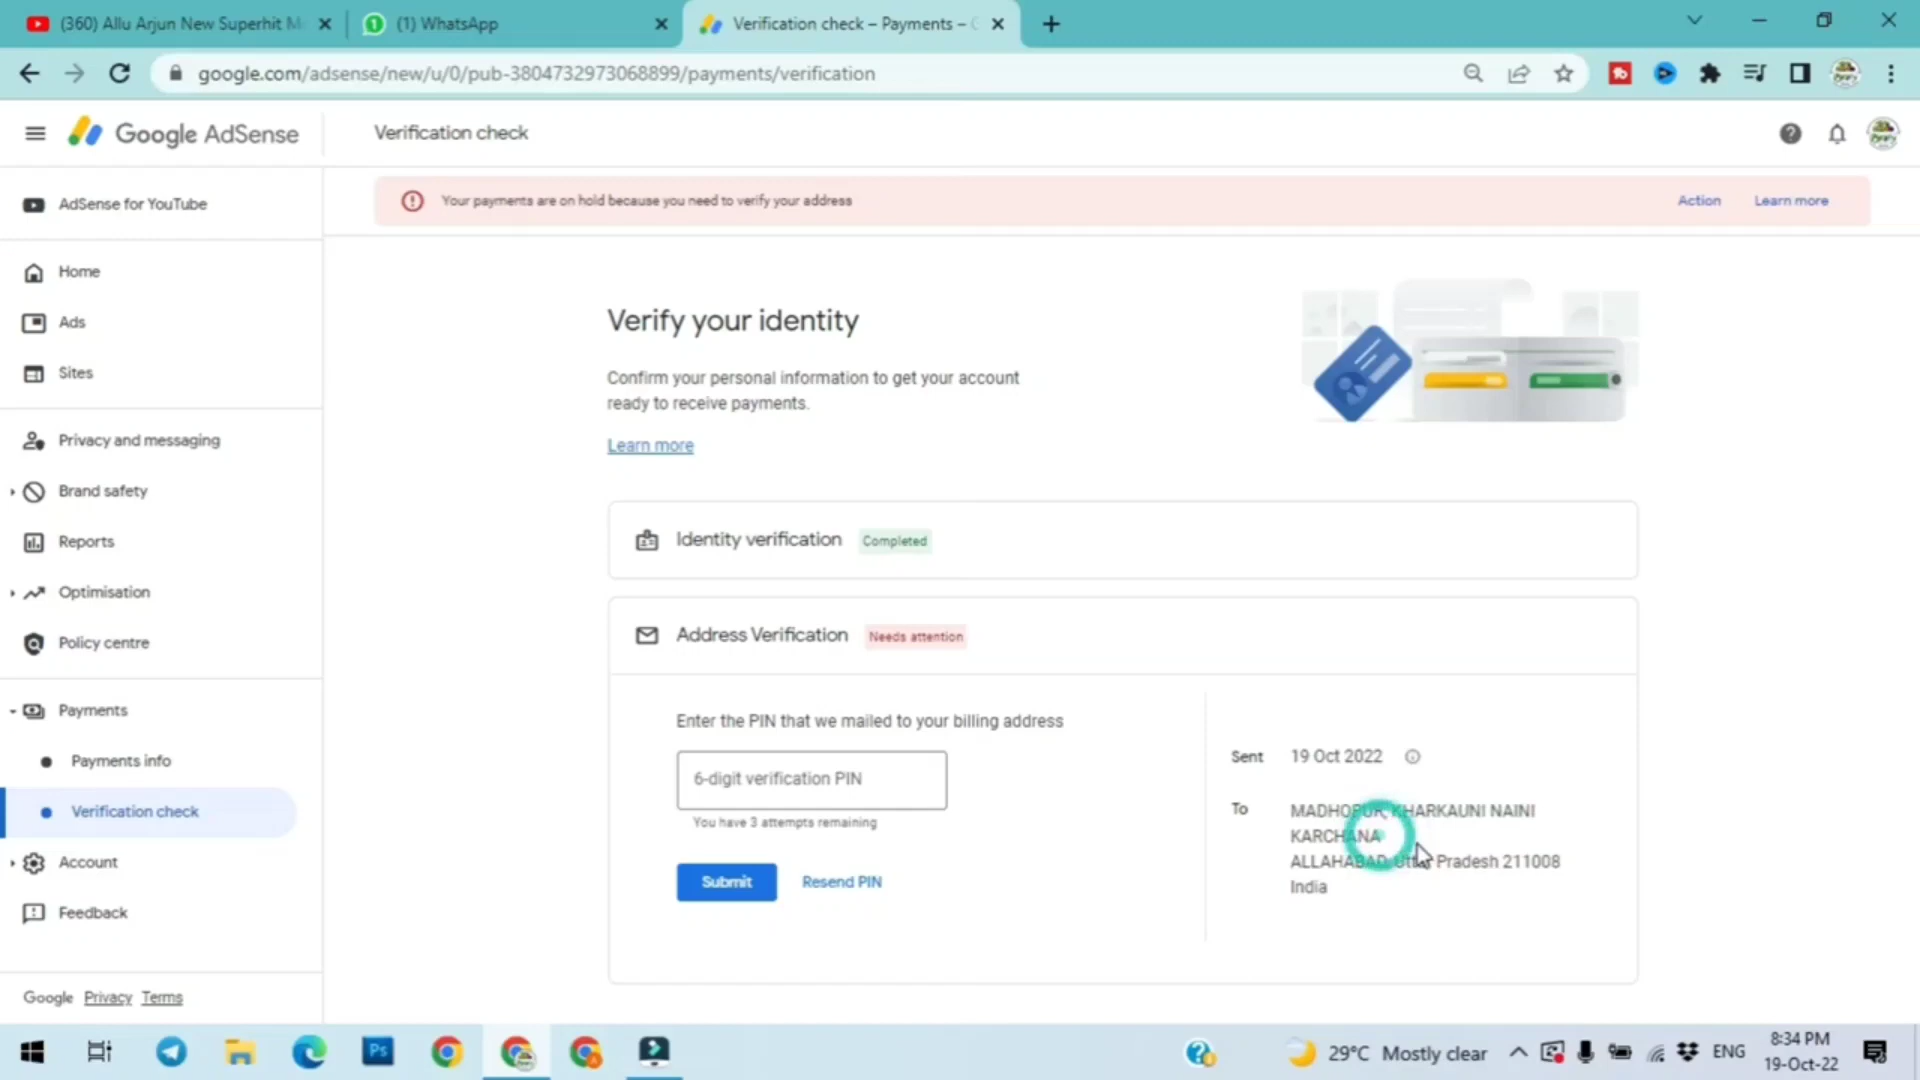 (360) Allu Arjun New Superhit M
(1) WhatsApp
Verification check – Payments – G
google.com/adsense/new/u/0/pub-3804732973068899/payments/verification
Google AdSense
Verification check
AdSense for YouTube
Your payments are on hold because you need to verify your address
Action
Learn more
Home
Ads
Sites
Privacy and messaging
Brand safety
Reports
Optimisation
Policy centre
Payments
Payments info
Verification check
Account
Feedback
Google Privacy Terms
Verify your identity
Confirm your personal information to get your account
ready to receive payments.
Learn more
Identity verification Completed
Address Verification Needs attention
Enter the PIN that we mailed to your billing address
6-digit verification PIN
You have 3 attempts remaining
Submit
Resend PIN
Sent 19 Oct 2022
To MADHOPUR, KHARKAUNI NAINI
KARCHANA
ALLAHABAD, Uttar Pradesh 211008
India
Ps
29°C Mostly clear
ENG
8:34 PM
19-Oct-22